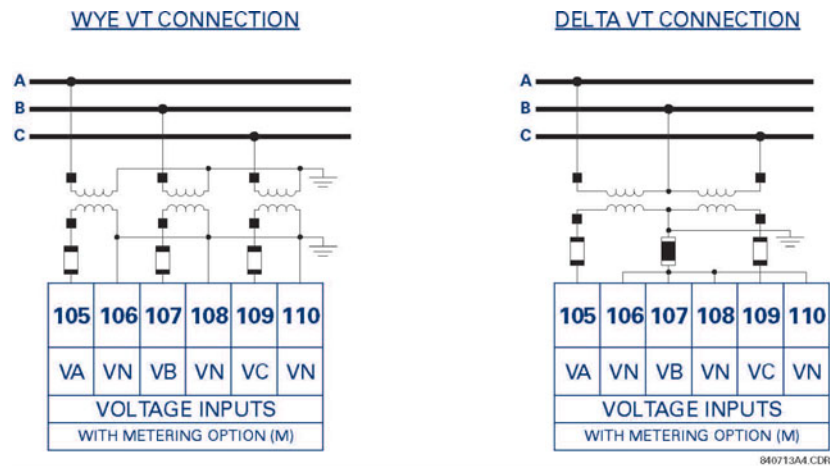 WYE VT CONNECTION
A
B
C
105 106 107 108 109 110
VA VN VB VN VC VN
VOLTAGE INPUTS
WITH METERING OPTION (M)
DELTA VT CONNECTION
A
B
C
105 106 107 108 109 110
VA VN VB VN VC VN
VOLTAGE INPUTS
WITH METERING OPTION (M)
840713A4.CDR